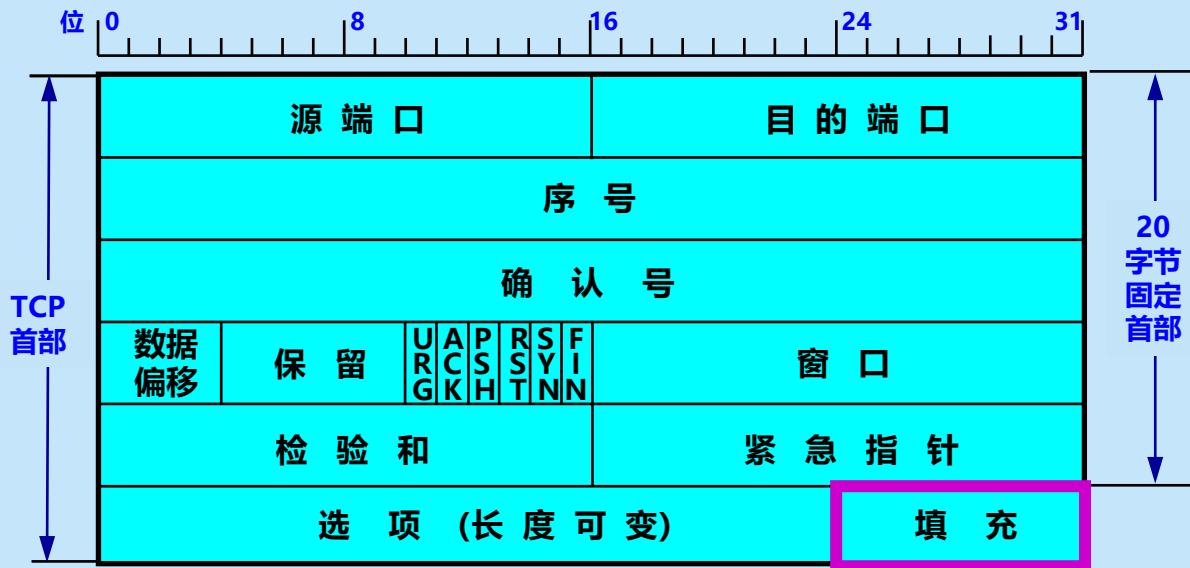 位 0 8 16 24 31
源 端 口 目 的 端 口
序 号
确 认 号
TCP
首部
20
字节
固定
首部
数据
偏移
保 留
URG
ACK
PSH
RST
SYN
FIN
窗 口
检 验 和 紧 急 指 针
选 项 (长 度 可 变) 填 充